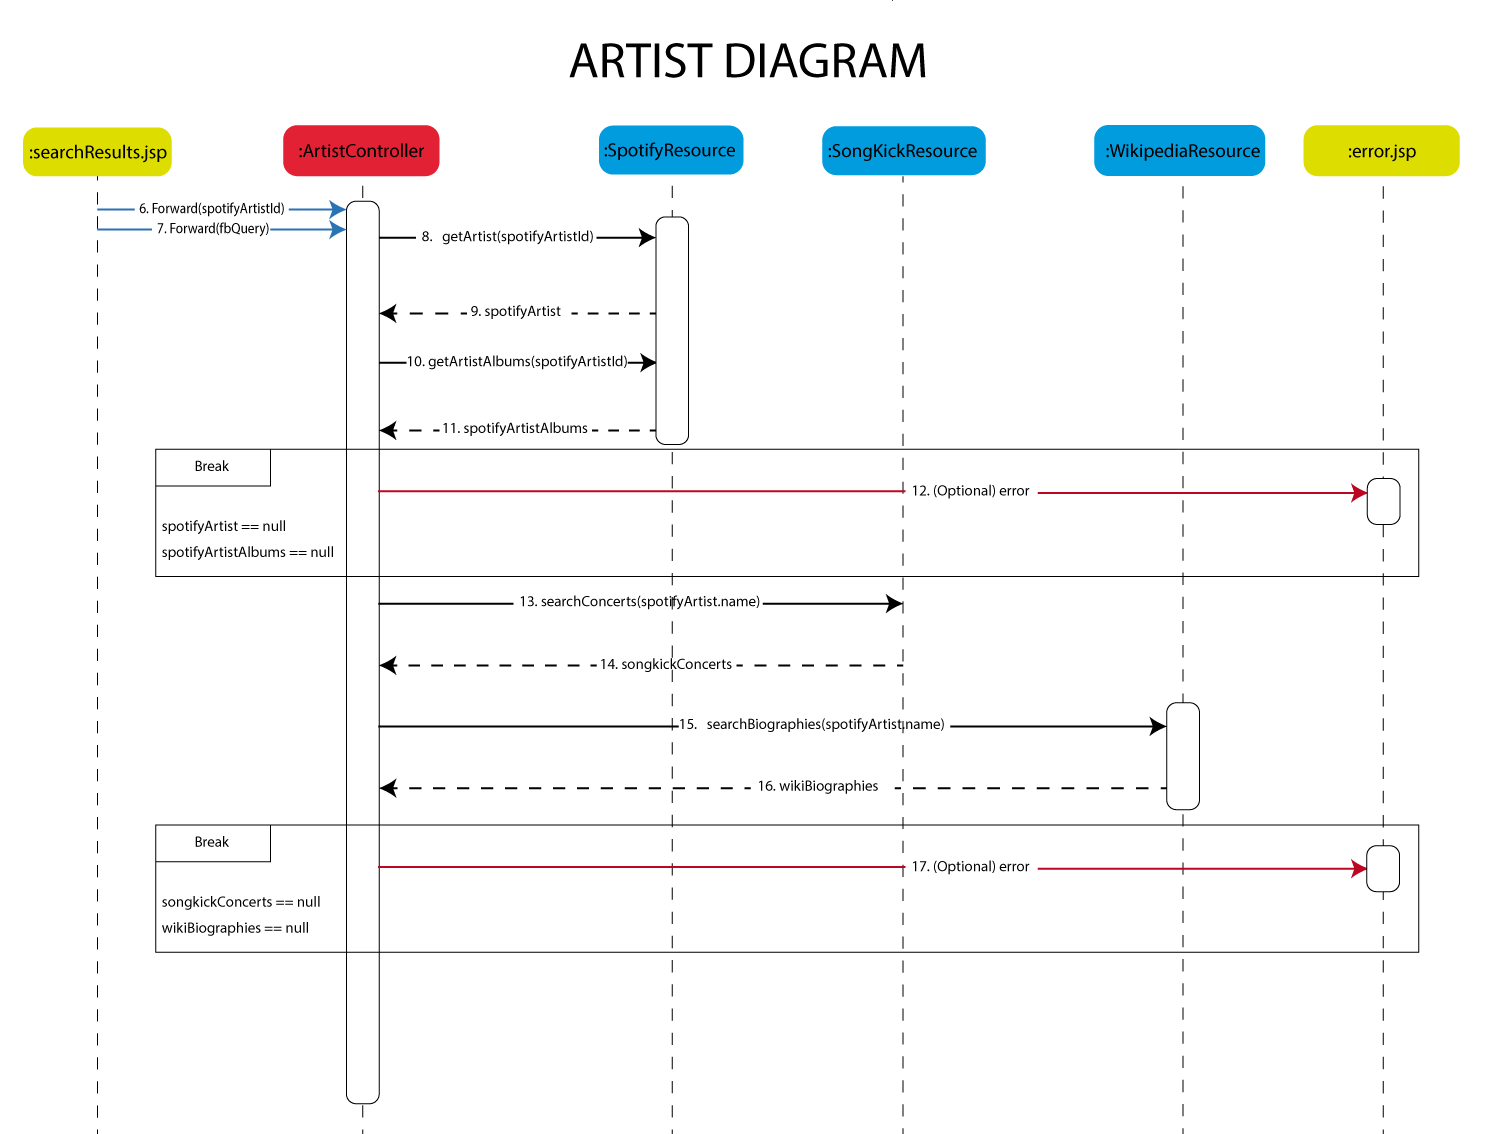 ARTIST DIAGRAM
:searchResults.jsp
:ArtistController
:SpotifyResource
:SongKickResource
:WikipediaResource
:error.jsp
6. Forward(spotifyArtistId)
7. Forward(fbQuery)
8. getArtist(spotifyArtistId)
9. spotifyArtist
10. getArtistAlbums(spotifyArtistId)
11. spotifyArtistAlbums
Break
12. (Optional) error
spotifyArtist == null
spotifyArtistAlbums == null
13. searchConcerts(spotifyArtist.name)
14. songkickConcerts
15. searchBiographies(spotifyArtist.name)
16. wikiBiographies
Break
17. (Optional) error
songkickConcerts == null
wikiBiographies == null